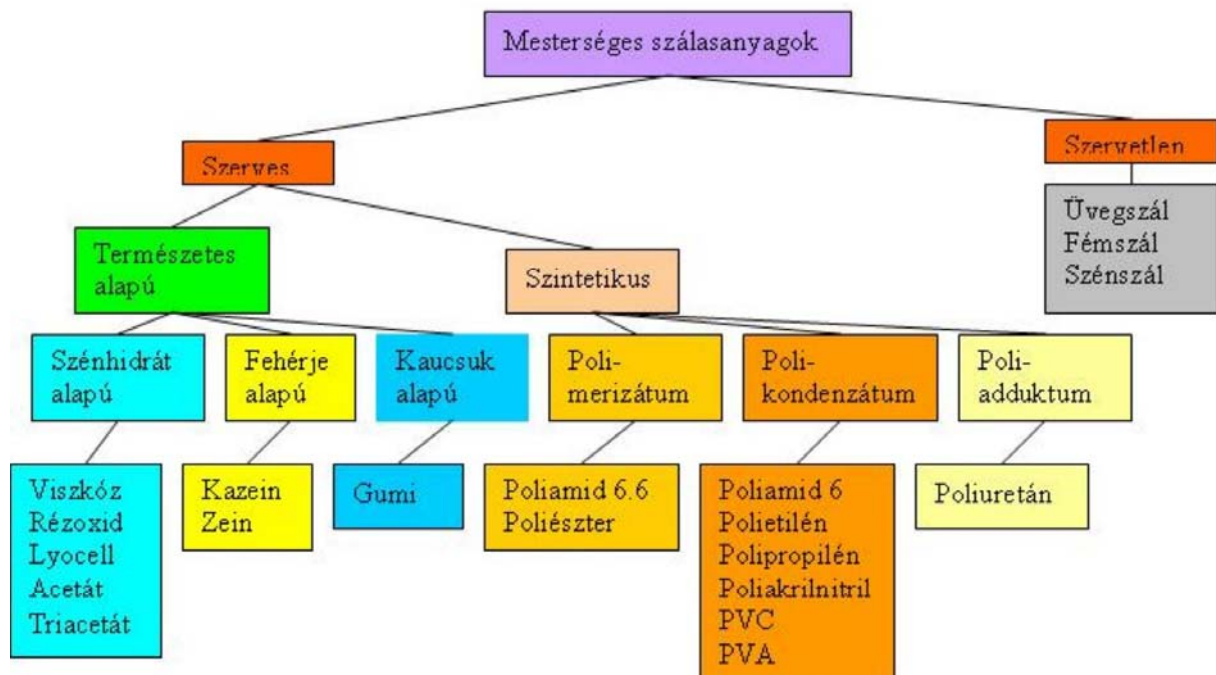 Mesterséges szálasanyagok
Szerves
Szervetlen
Üvegszál
Fémszál
Szénszál
Természetes
alapú
Szintetikus
Szénhidrát
alapú
Fehérje
alapú
Kaucsuk
alapú
Poli-
merizátum
Poli-
kondenzátum
Poli-
adduktum
Viszkóz
Rézoxid
Lyocell
Acetát
Triacetát
Kazein
Zein
Gumi
Poliamid 6.6
Poliészter
Poliamid 6
Polietilén
Polipropilén
Poliakrilnitril
PVC
PVA
Poliuretán